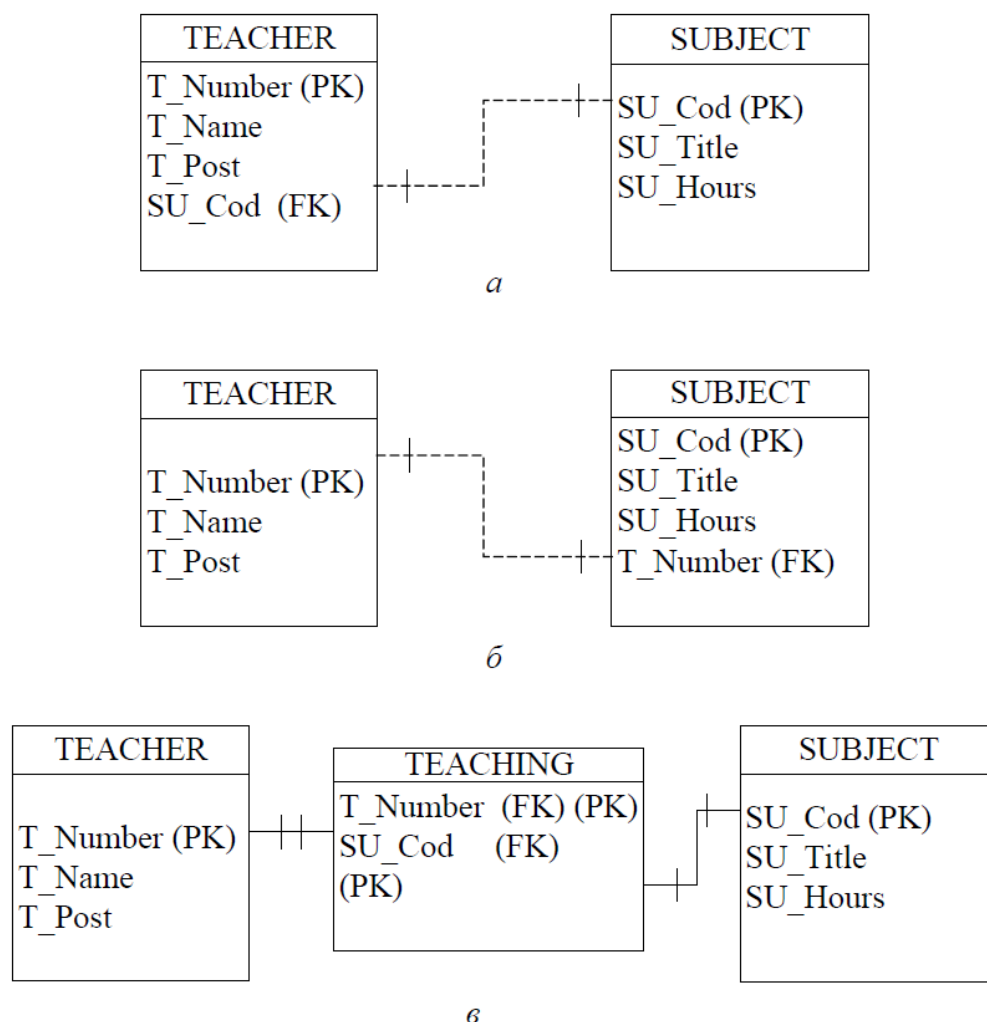 TEACHER
T_Number (PK)
T_Name
T_Post
SU_Cod (FK)
SUBJECT
SU_Cod (PK)
SU_Title
SU_Hours
а
TEACHER
T_Number (PK)
T_Name
T_Post
SUBJECT
SU_Cod (PK)
SU_Title
SU_Hours
T_Number (FK)
б
TEACHER
T_Number (PK)
T_Name
T_Post
TEACHING
T_Number (FK) (PK)
SU_Cod (FK)
(PK)
SUBJECT
SU_Cod (PK)
SU_Title
SU_Hours
в